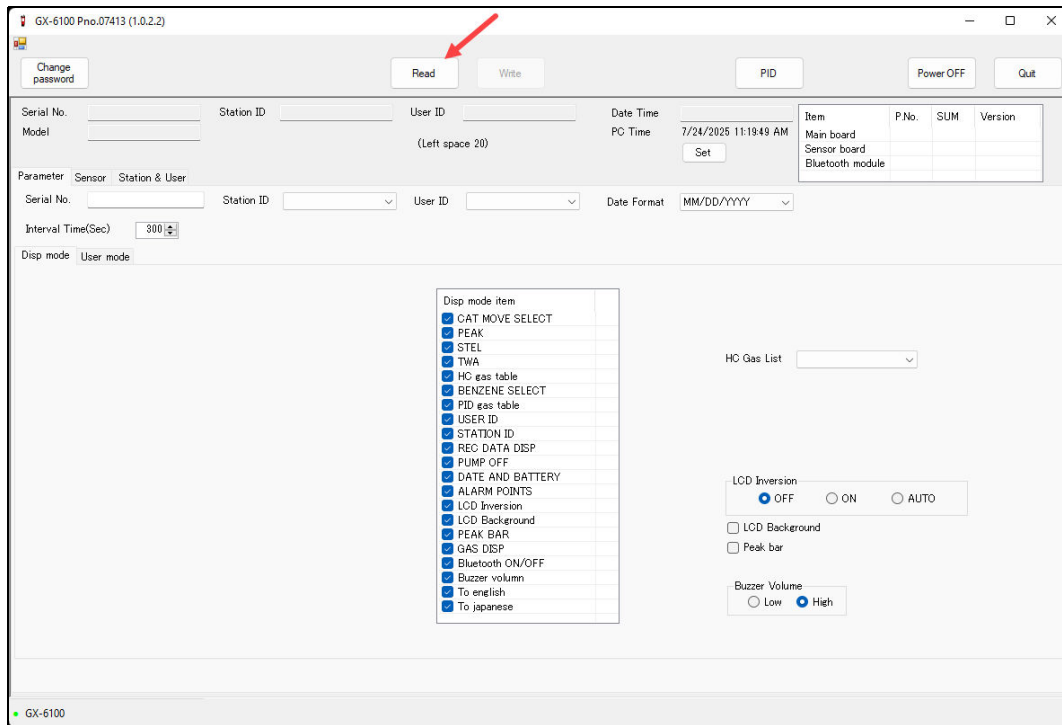 GX-6100 Pno.07413 (1.0.2.2)
Change password
Read
Write
PID
Power OFF
Quit
Serial No.
Station ID
User ID
Date Time
Model
(Left space 20)
PC Time
7/24/2025 11:19:49 AM
Set
Item P.No. SUM Version
Main board
Sensor board
Bluetooth module
Parameter Sensor Station & User
Serial No.
Station ID
User ID
Date Format MM/DD/YYYY
Interval Time(Sec) 300
Disp mode User mode
Disp mode item
CAT MOVE SELECT
PEAK
STEL
TWA
HC gas table
BENZENE SELECT
PID gas table
USER ID
STATION ID
REC DATA DISP
PUMP OFF
DATE AND BATTERY
ALARM POINTS
LCD Inversion
LCD Background
PEAK BAR
GAS DISP
Bluetooth ON/OFF
Buzzer volumn
To english
To japanese
HC Gas List
LCD Inversion
OFF ON AUTO
LCD Background
Peak bar
Buzzer Volume
Low High
GX-6100